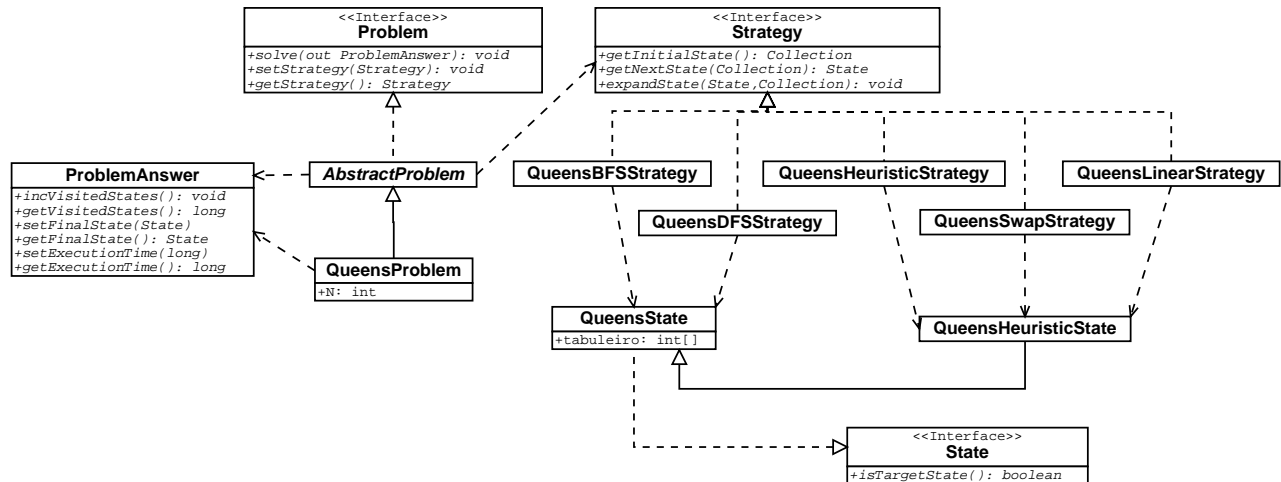 <<Interface>>
Problem
+solve(out ProblemAnswer): void
+setStrategy(Strategy): void
+getStrategy(): Strategy
<<Interface>>
Strategy
+getInitialState(): Collection
+getNextState(Collection): State
+expandState(State,Collection): void
ProblemAnswer
+incVisitedStates(): void
+getVisitedStates(): long
+setFinalState(State)
+getFinalState(): State
+setExecutionTime(long)
+getExecutionTime(): long
AbstractProblem
QueensProblem
+N: int
QueensBFSStrategy
QueensDFSStrategy
QueensHeuristicStrategy
QueensSwapStrategy
QueensLinearStrategy
QueensState
+tabuleiro: int[]
QueensHeuristicState
<<Interface>>
State
+isTargetState(): boolean